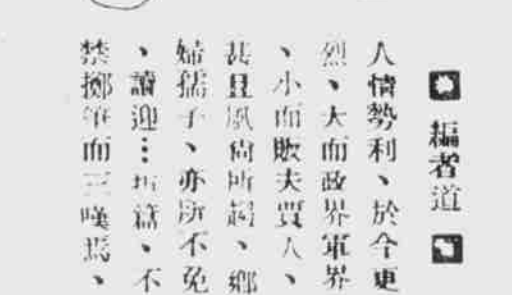 編者道
人情勢利、於今更
烈、大而政界軍界
、小而販夫賈人、
甚且風尚所趨、鄉
婦孺子、亦所不免
、讀迎…折篇、不
禁擲筆而三嘆焉、